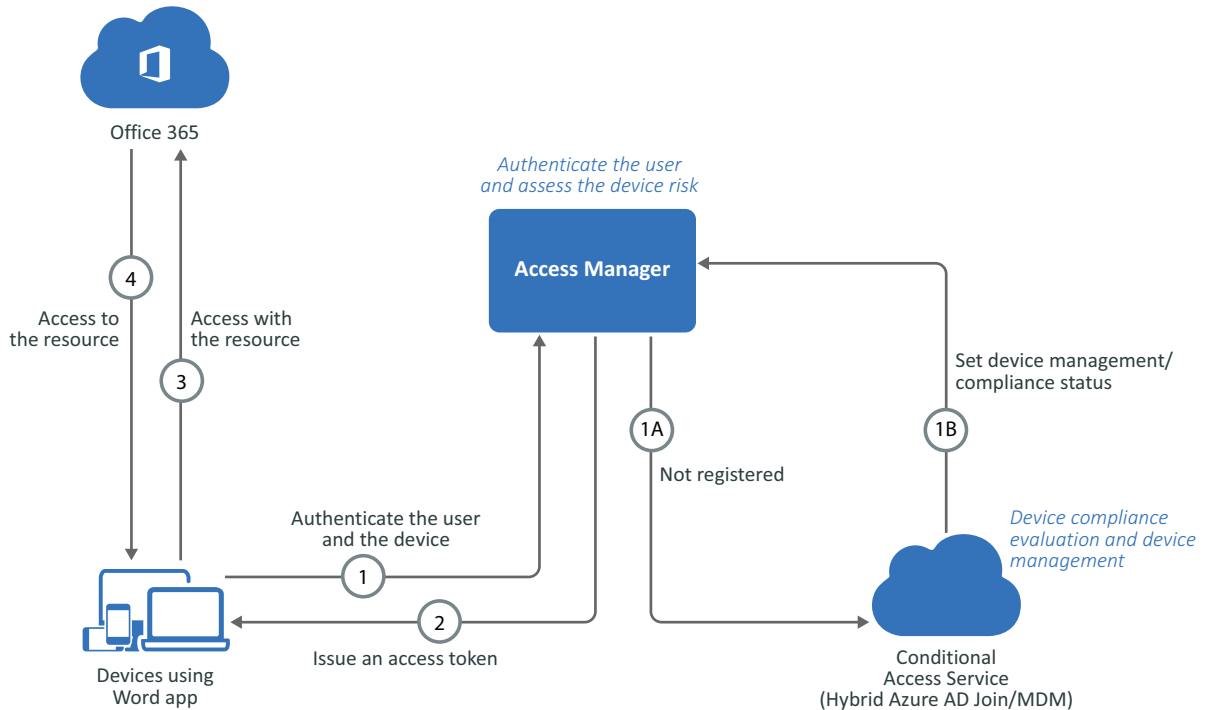 Office 365
Authenticate the user
and assess the device risk
Access Manager
4
Access to
the resource
Access with
the resource
3
Set device management/
compliance status
1A
1B
Not registered
Authenticate the user
and the device
1
Device compliance
evaluation and device
management
2
Issue an access token
Devices using
Word app
Conditional
Access Service
(Hybrid Azure AD Join/MDM)